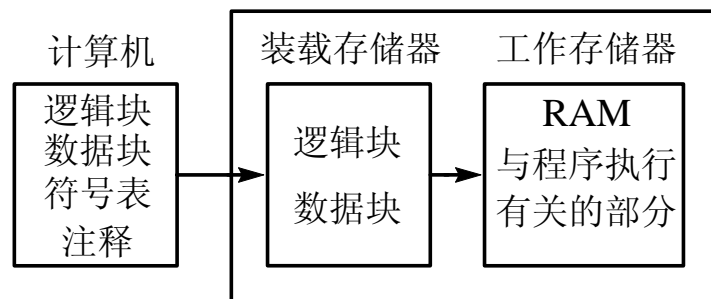 计算机
逻辑块
数据块
符号表
注释
装载存储器
逻辑块
数据块
工作存储器
RAM
与程序执行
有关的部分